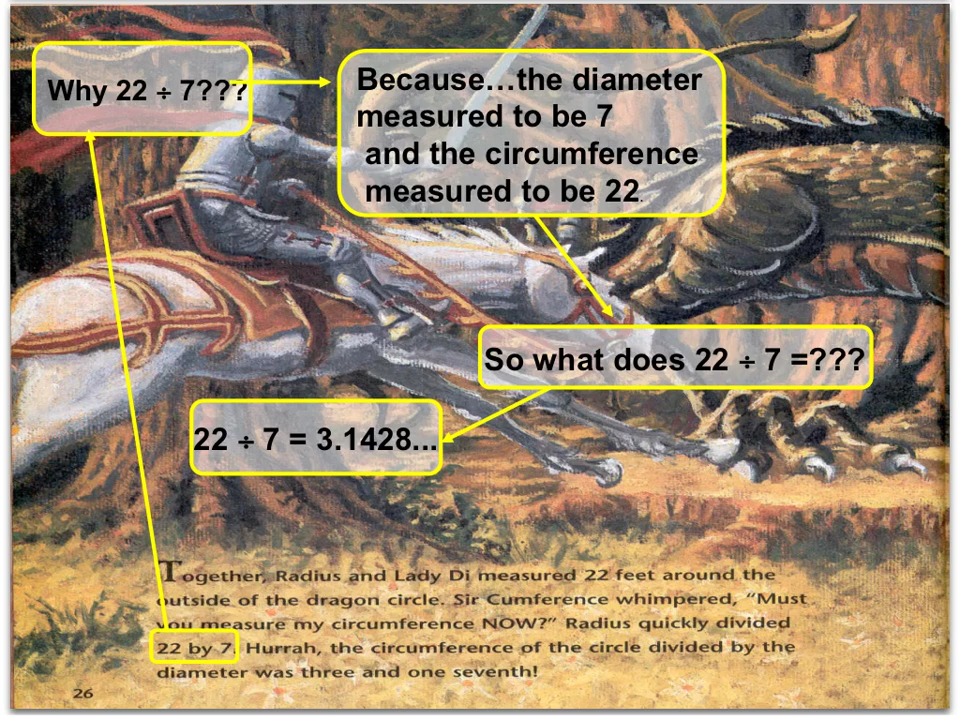 Why 22 ÷ 7???
Because…the diameter
measured to be 7
and the circumference
measured to be 22.
So what does 22 ÷ 7 =???
22 ÷ 7 = 3.1428...
Together, Radius and Lady Di measured 22 feet around the
outside of the dragon circle. Sir Cumference whimpered, “Must
you measure my circumference NOW?” Radius quickly divided
22 by 7. Hurrah, the circumference of the circle divided by the
diameter was three and one seventh!
26